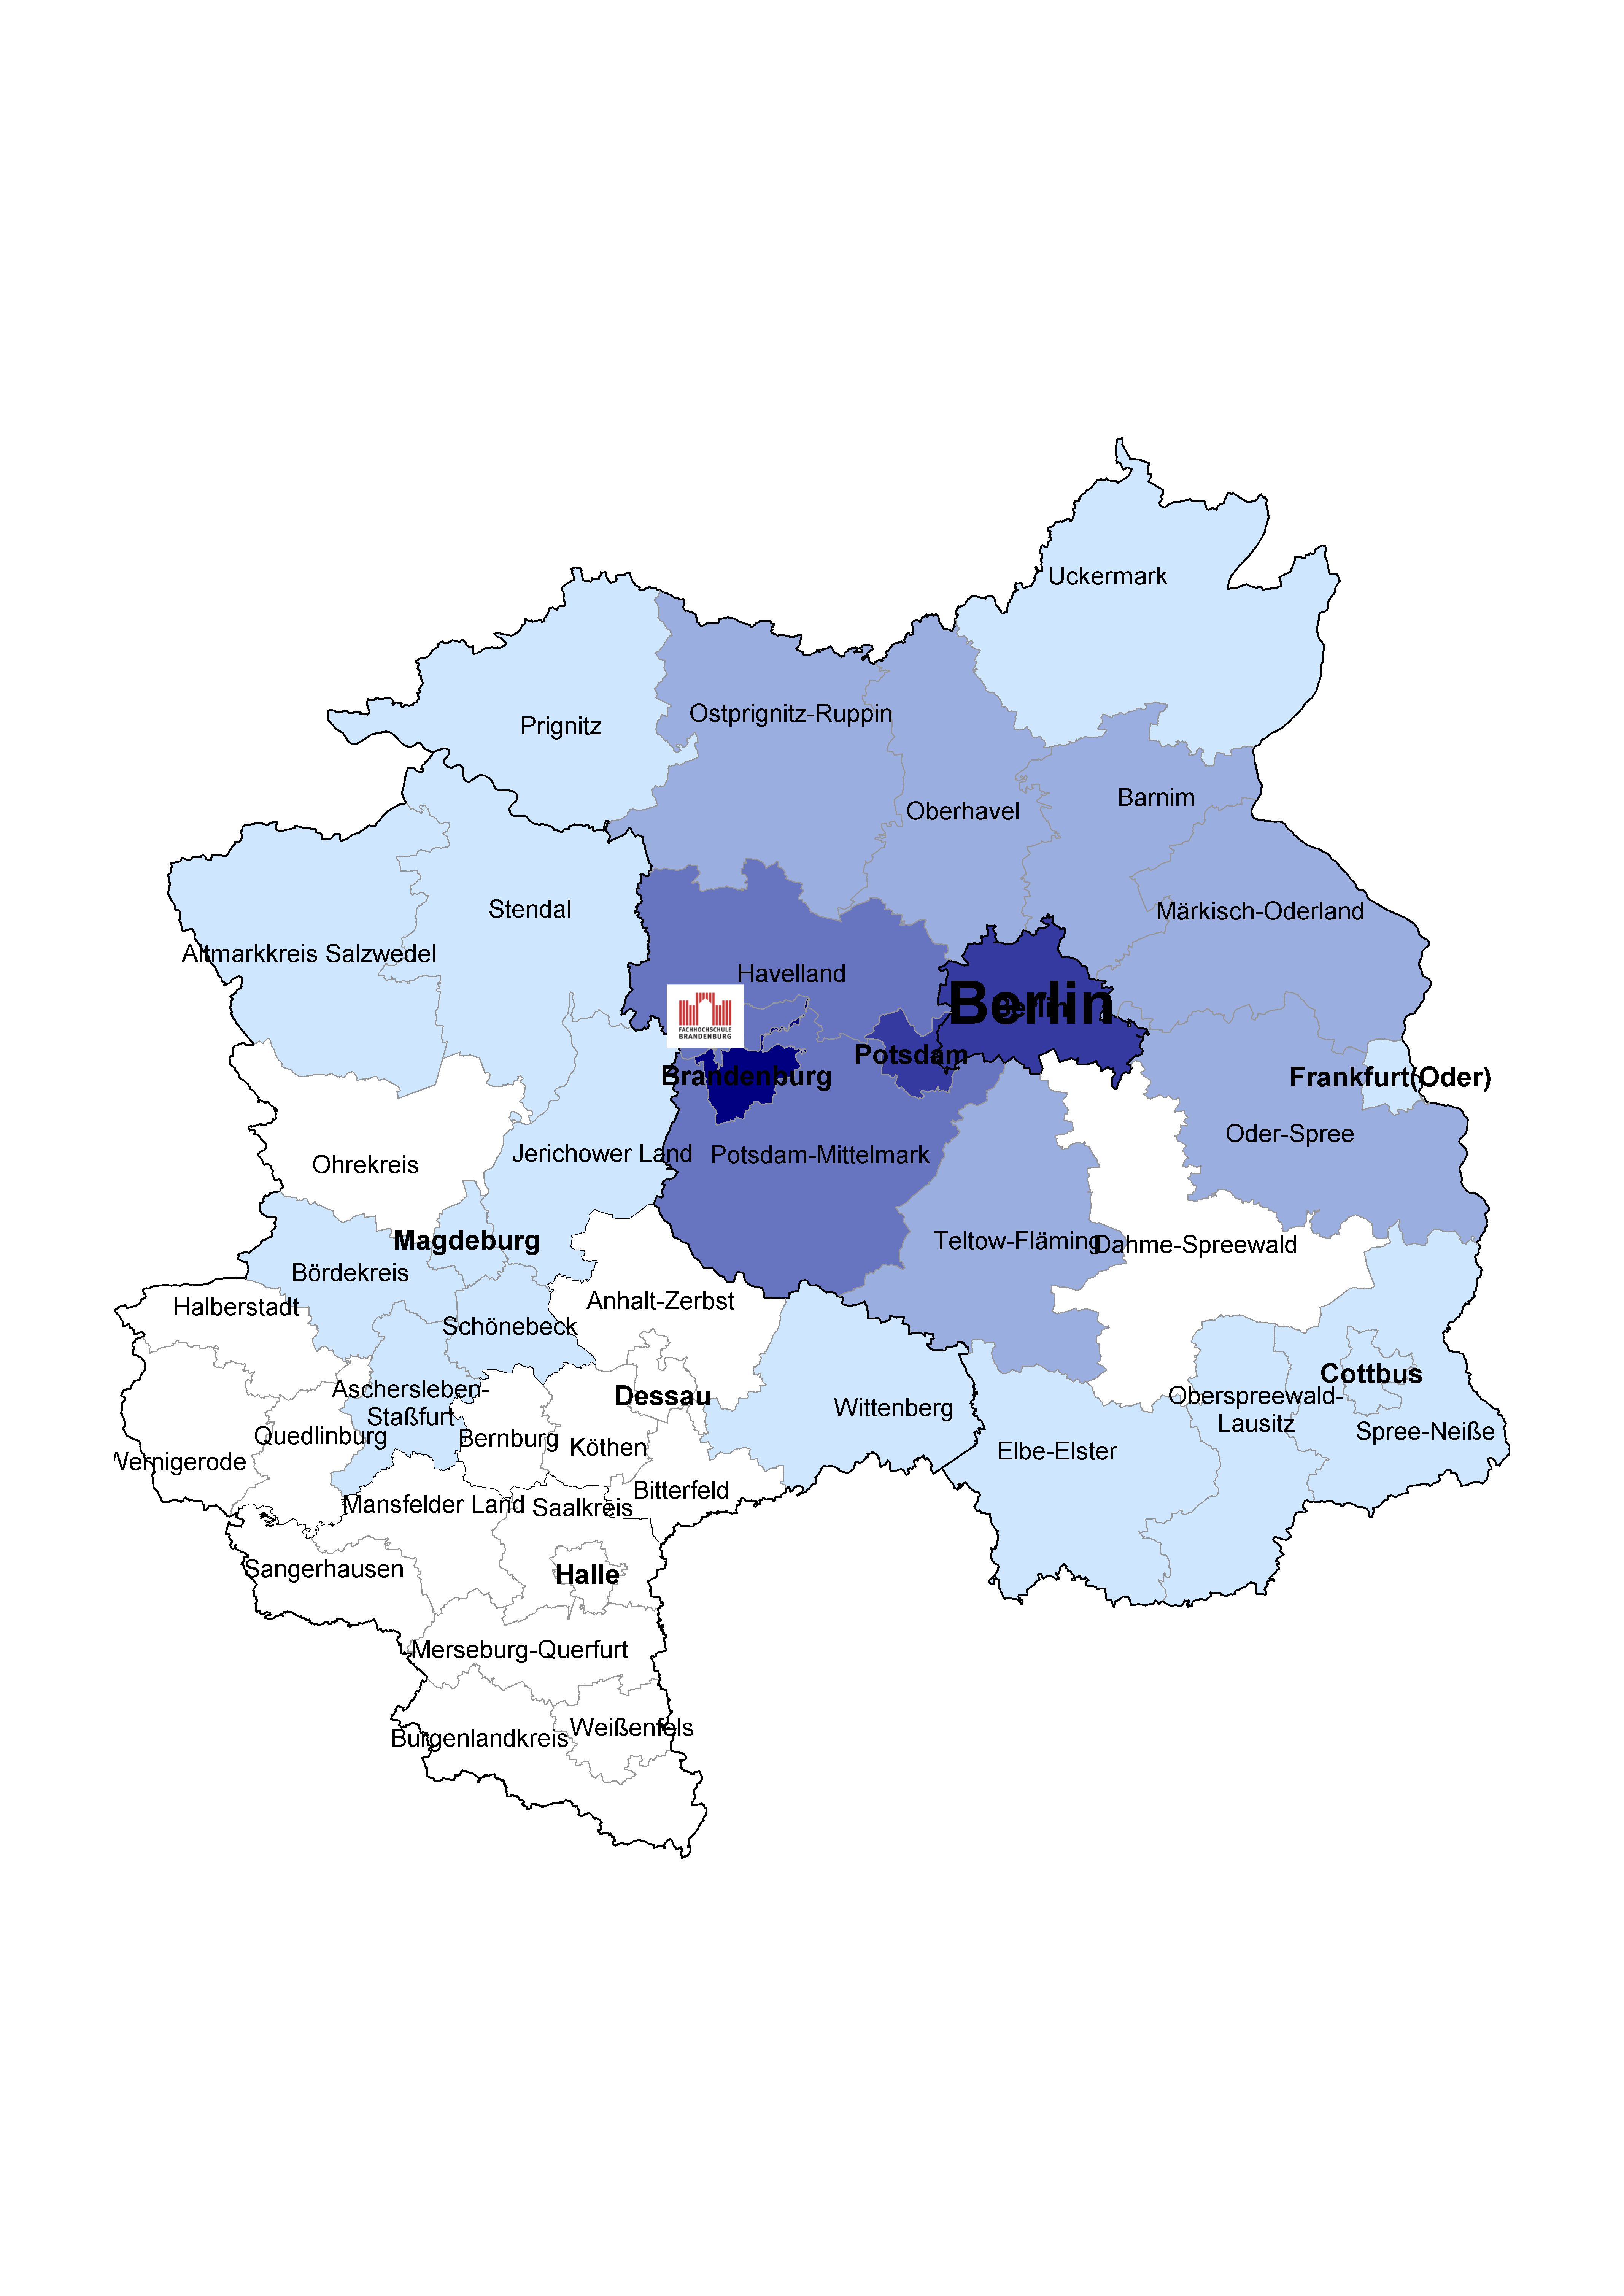 Uckermark
Prignitz
Ostprignitz-Ruppin
Oberhavel
Barnim
Stendal
Märkisch-Oderland
Altmarkkreis Salzwedel
Havelland
Berlin
Berlin
FACHHOCHSCHULE
BRANDENBURG
Potsdam
Brandenburg
Frankfurt(Oder)
Oder-Spree
Jerichower Land
Potsdam-Mittelmark
Ohrekreis
Magdeburg
Teltow-Fläming
Dahme-Spreewald
Bördekreis
Anhalt-Zerbst
Halberstadt
Schönebeck
Cottbus
Aschersleben-
Staßfurt
Dessau
Oberspreewald-
Lausitz
Wittenberg
Spree-Neiße
Quedlinburg
Bernburg
Köthen
Elbe-Elster
Wernigerode
Bitterfeld
Mansfelder Land
Saalkreis
Sangerhausen
Halle
Merseburg-Querfurt
Weißenfels
Burgenlandkreis